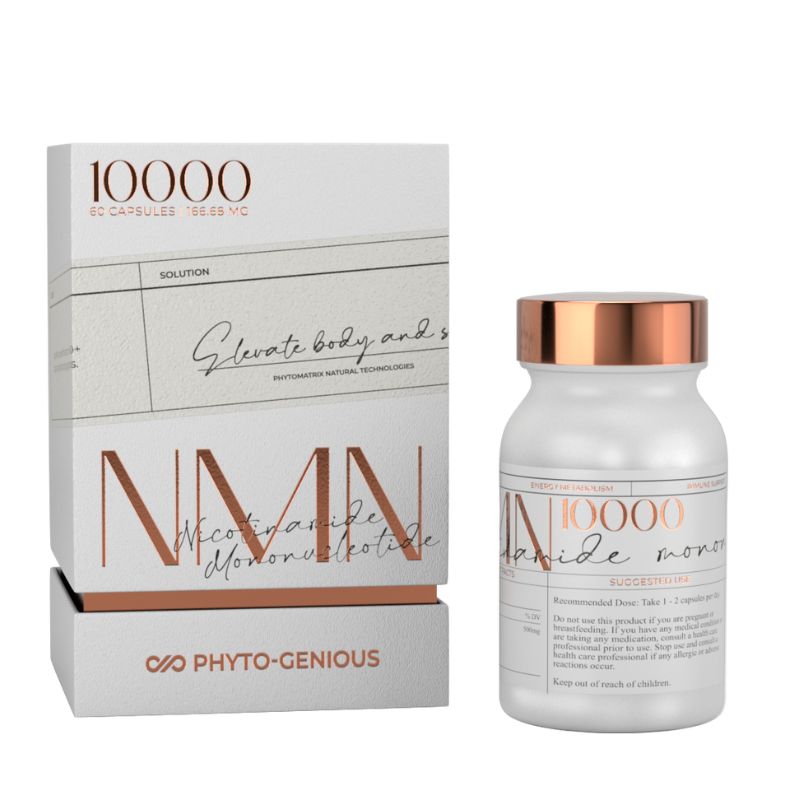 10000
60 CAPSULES | 166.65 MG
SOLUTION
Elevate body and s
PHYTOMATRIX NATURAL TECHNOLOGIES
NMN
Nicotinamide
Mononucleotide
PHYTO-GENIOUS
ENERGY METABOLISM
IMMUNE SUPPOR
N 10000
amide mono
SUGGESTED USE
Recommended Dose: Take 1 - 2 capsules per day
% DV
500mg
Do not use this product if you are pregnant or
breastfeeding. If you have any medical condition or
are taking any medication, consult a health care
professional prior to use. Stop use and consult a
health care professional if any allergic or adverse
reactions occur.
Keep out of reach of children.